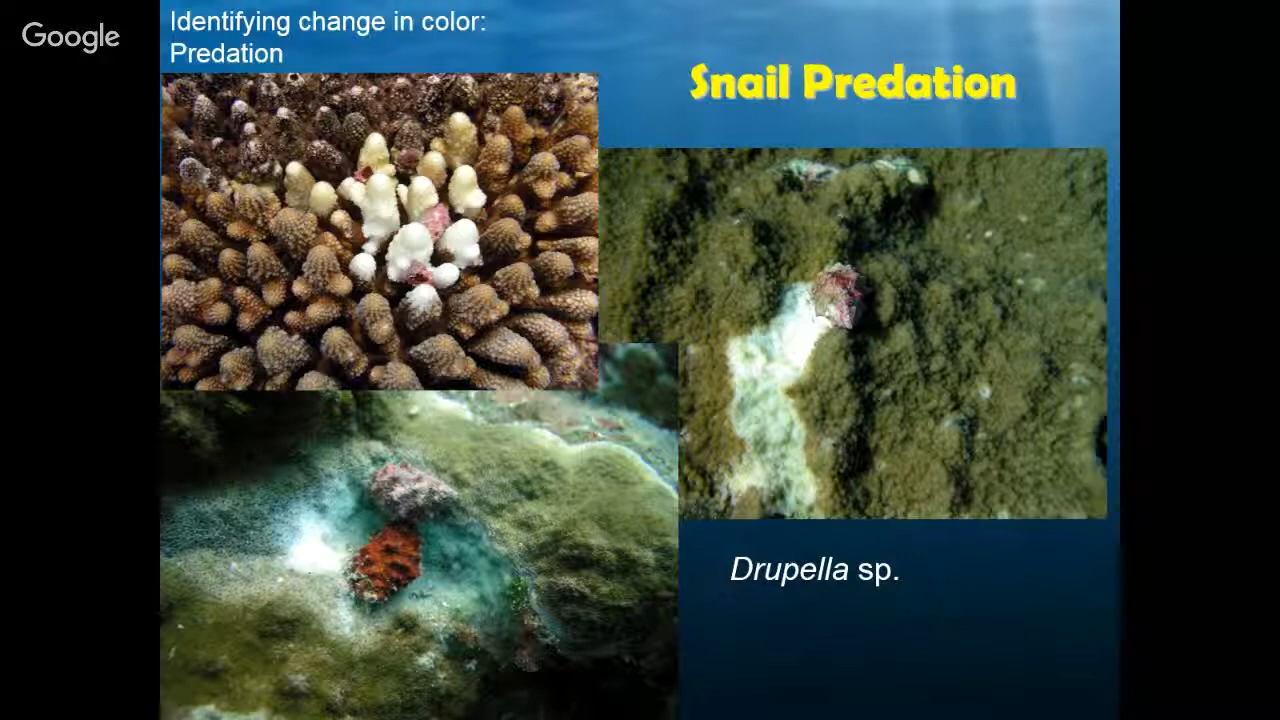 Google
Identifying change in color:
Predation
Snail Predation
Drupella sp.